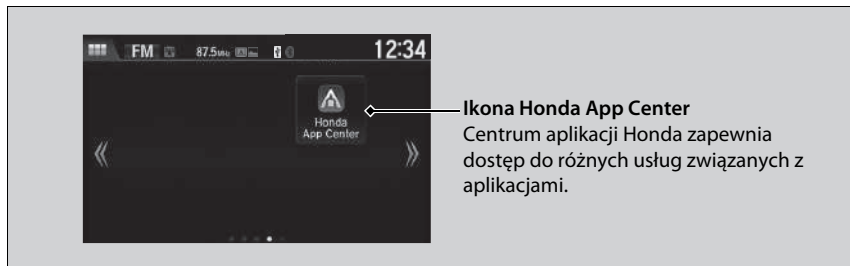 FM 87.5MHz 12:34
Honda
App Center
Ikona Honda App Center
Centrum aplikacji Honda zapewnia
dostęp do różnych usług związanych z
aplikacjami.